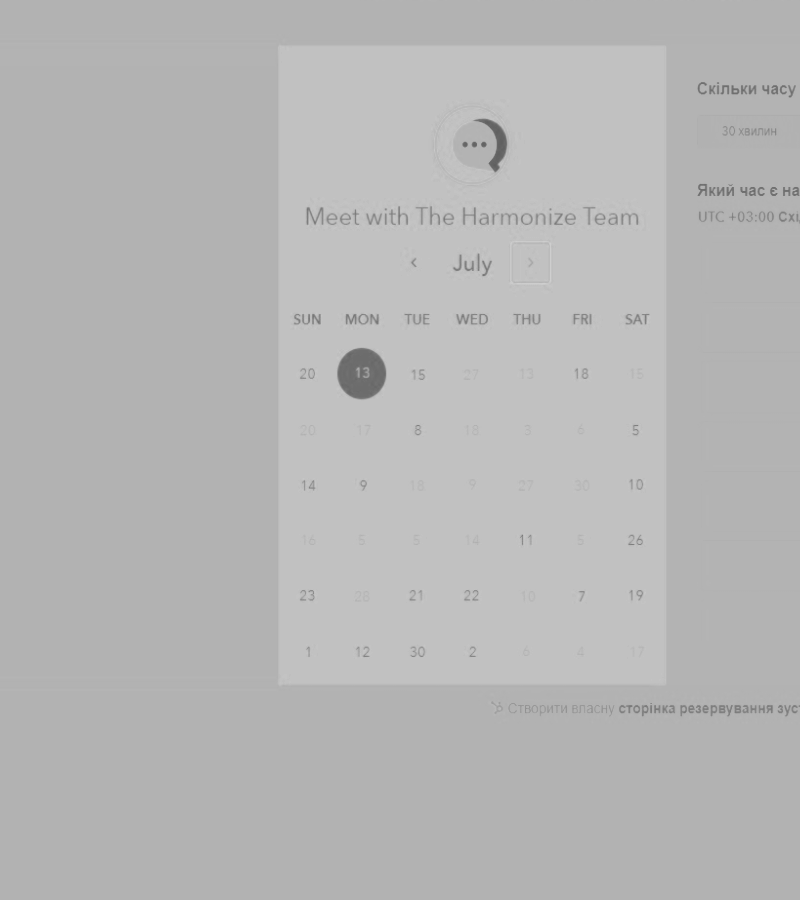 Скільки часу
30 хвилин
Який час є на
UTC +03:00 Схі
Meet with The Harmonize Team
July
SUN MON TUE WED THU FRI SAT
20 13 15 27 13 18 15
20 17 8 18 3 6 5
14 9 18 9 27 30 10
16 5 5 14 11 5 26
23 28 21 22 10 7 19
1 12 30 2 6 4 17
Створити власну сторінка резервування зуст